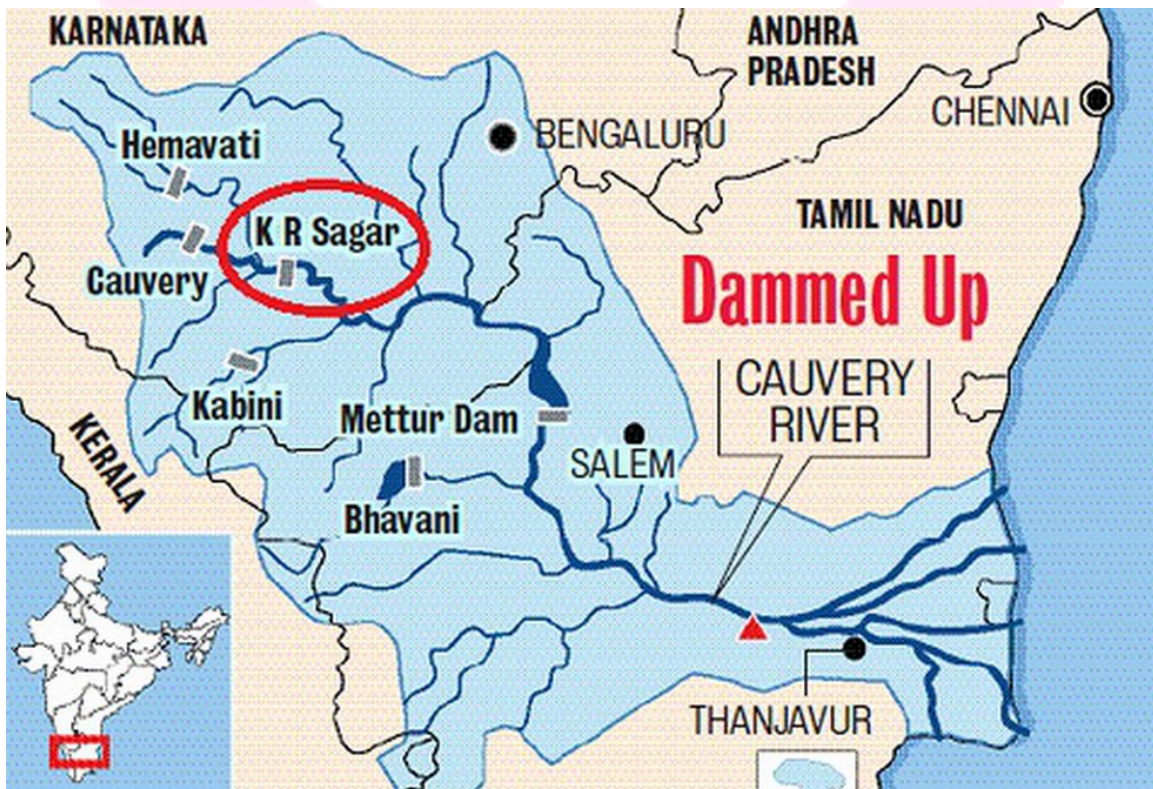 KARNATAKA
ANDHRA
PRADESH
CHENNAI
BENGALURU
Hemavati
K R Sagar
TAMIL NADU
Cauvery
Dammed Up
CAUVERY
RIVER
Kabini
Mettur Dam
KERALA
SALEM
Bhavani
THANJAVUR